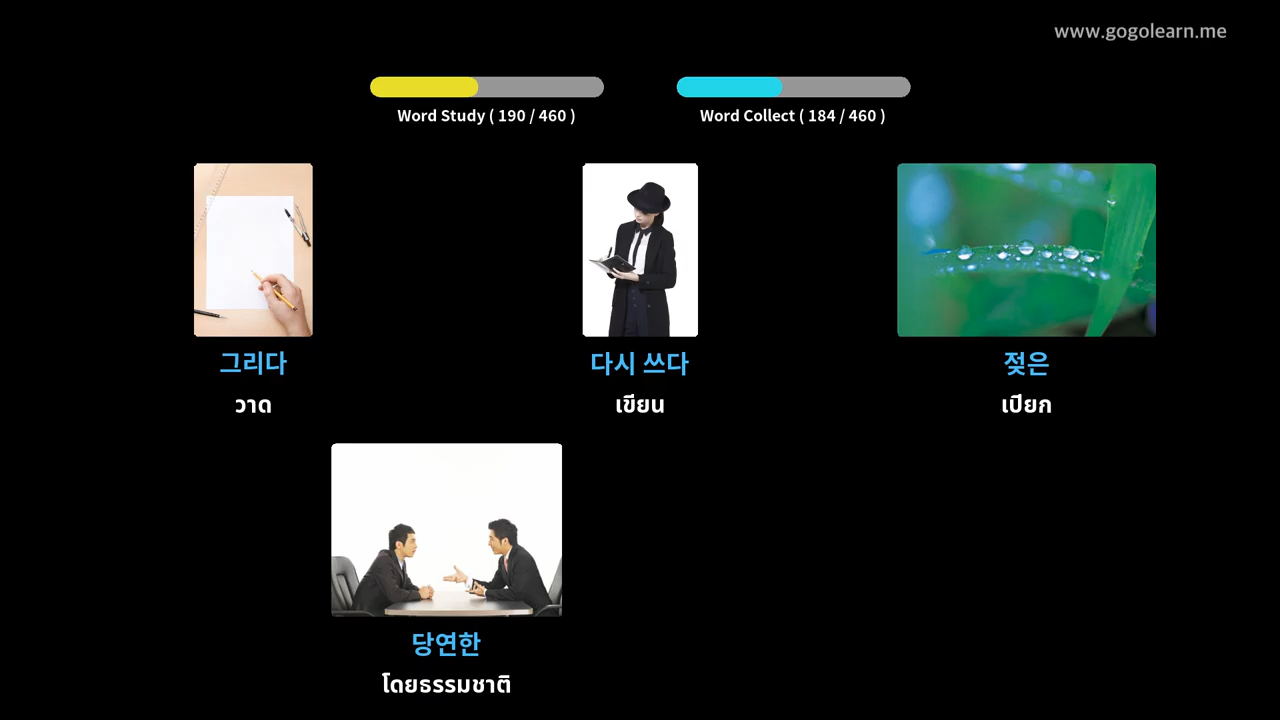 www.gogolearn.me
Word Study ( 190 / 460 )
Word Collect ( 184 / 460 )
그리다
다시 쓰다
젖은
วาด
เขียน
เปียก
당연한
โดยธรรมชาติ